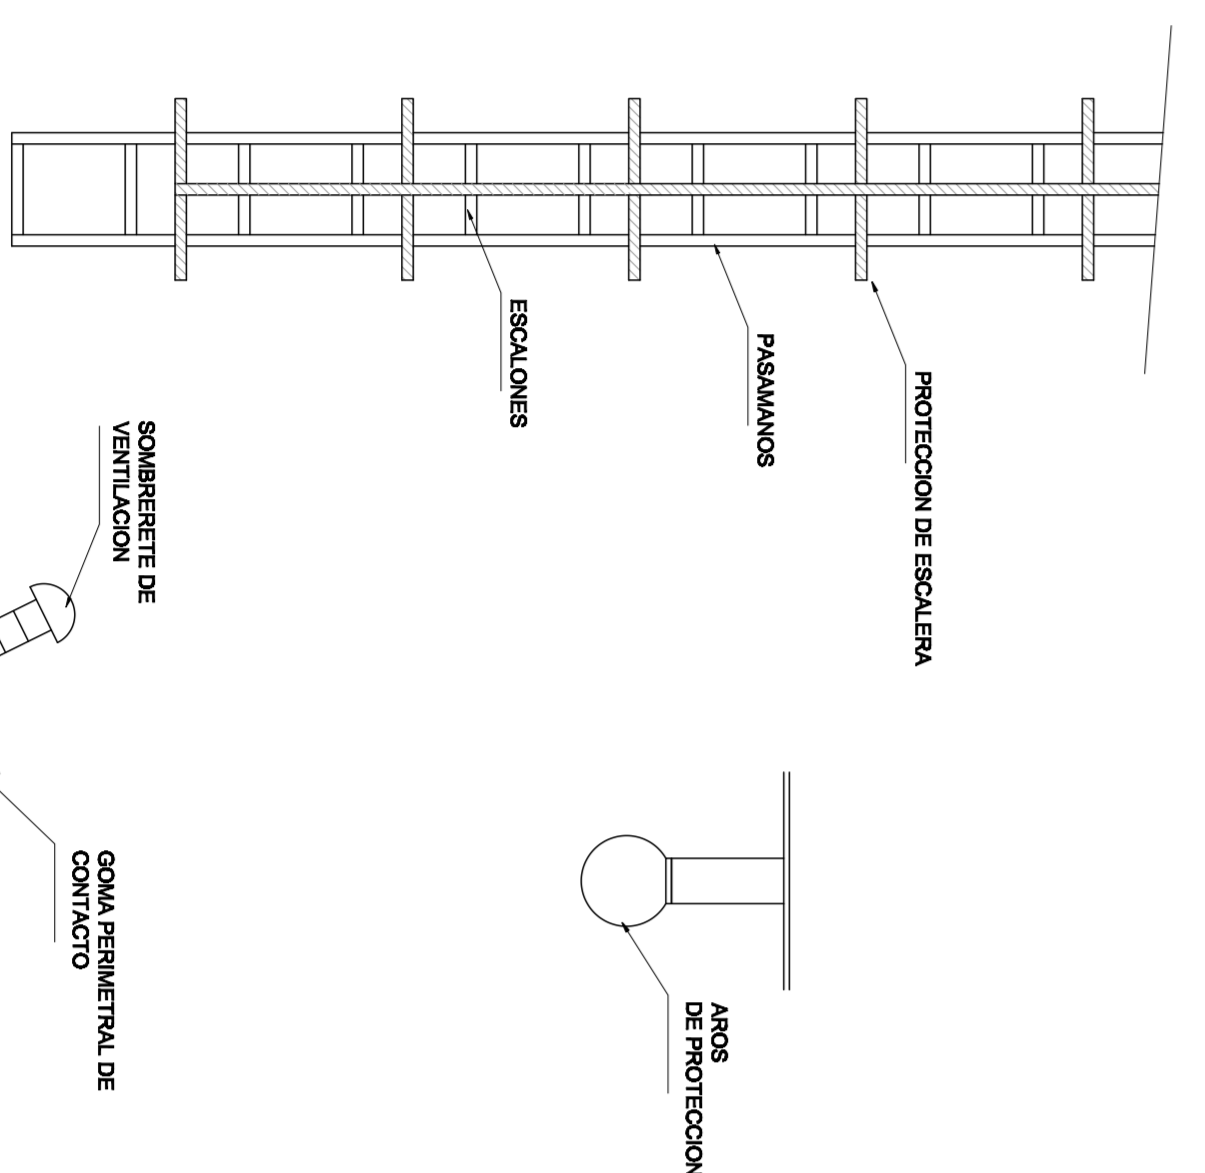 PROTECCION DE ESCALERA
PASAMANOS
ESCALONES
SOMBRERETE DE
VENTILACION
AROS
DE PROTECCION
GOMA PERIMETRAL DE
CONTACTO